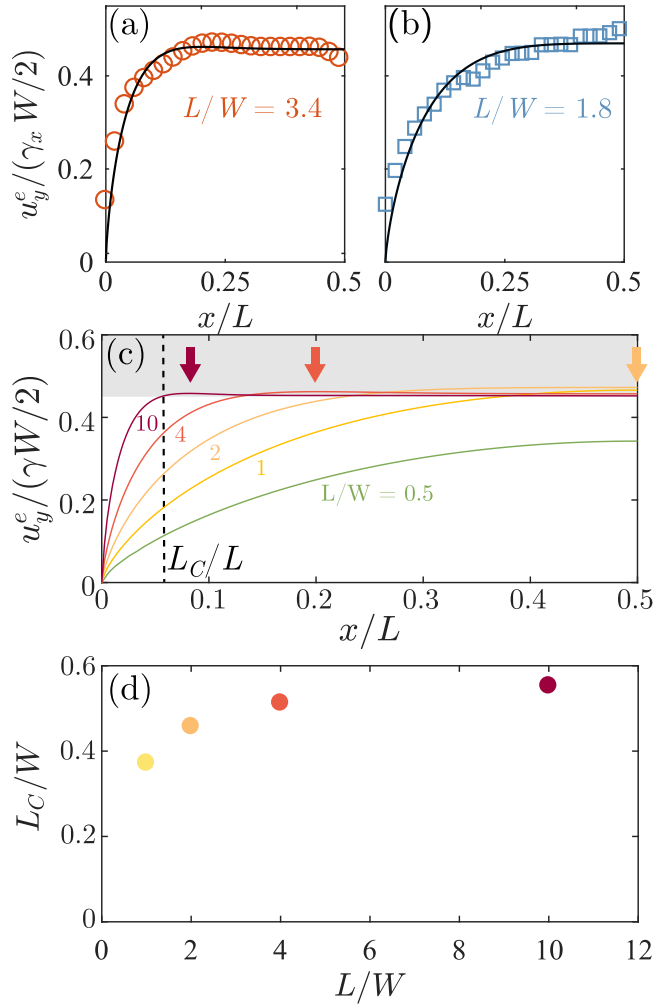 (a)
(b)
0.4
0.2
0
u_y^e/(γ_x W/2)
L/W = 3.4
L/W = 1.8
0 0.25 0.5
0 0.25 0.5
x/L
x/L
(c)
0.6
0.4
0.2
0
u_y^e/(γW/2)
10
4
2
1
L/W = 0.5
L_C/L
0 0.1 0.2 0.3 0.4 0.5
x/L
(d)
0.6
0.4
0.2
0
L_C/W
0 2 4 6 8 10 12
L/W